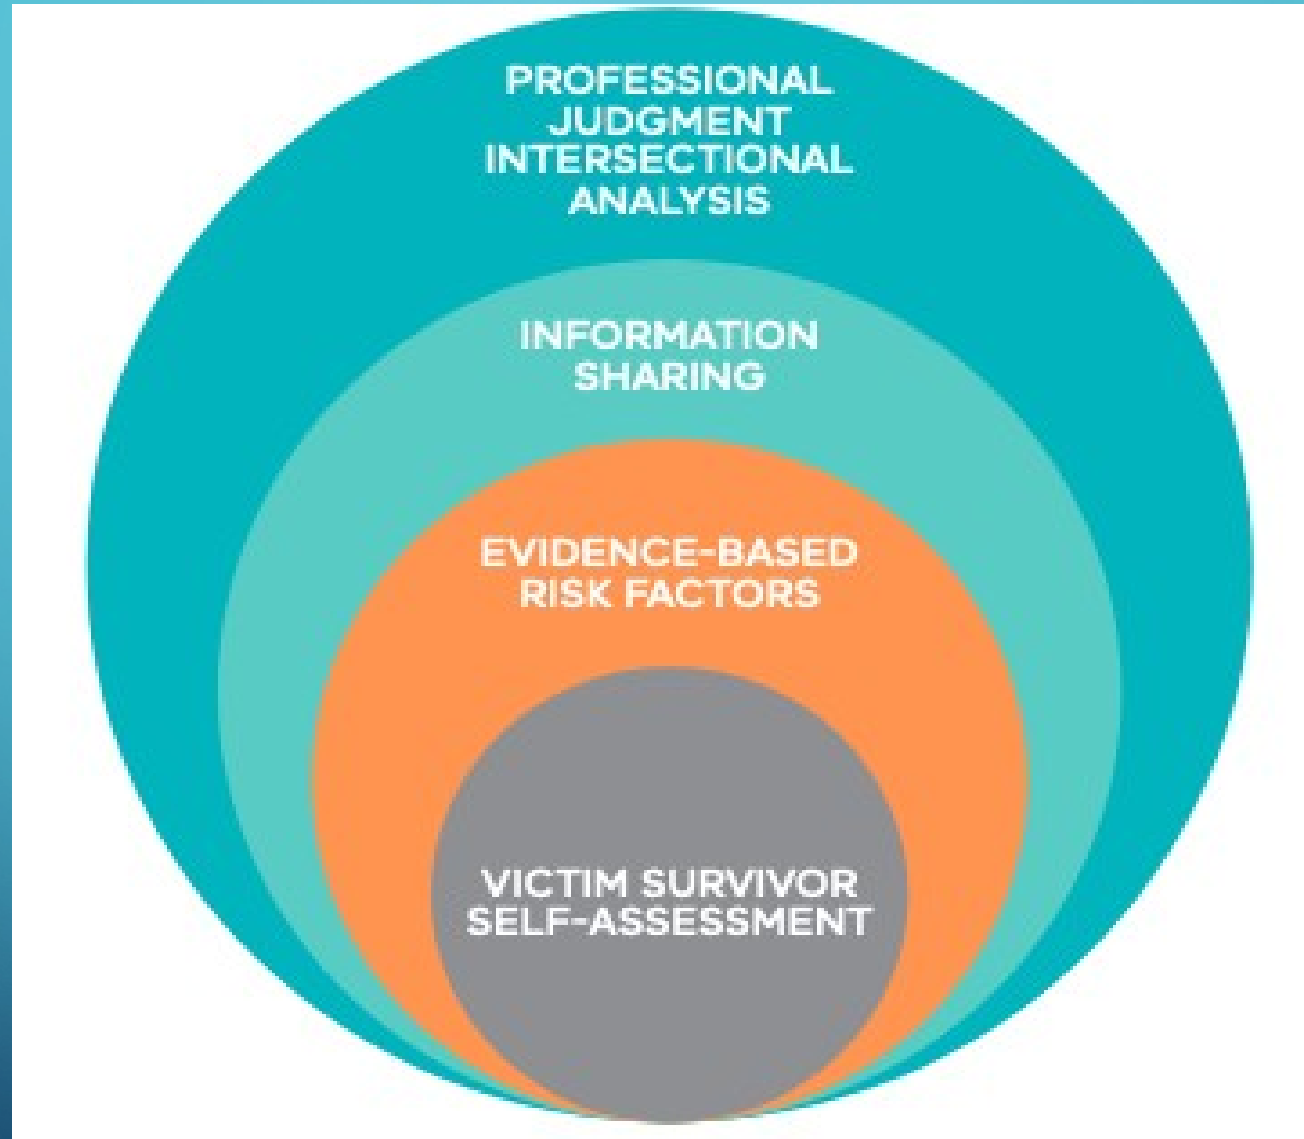 PROFESSIONAL
JUDGMENT
INTERSECTIONAL
ANALYSIS
INFORMATION
SHARING
EVIDENCE-BASED
RISK FACTORS
VICTIM SURVIVOR
SELF-ASSESSMENT